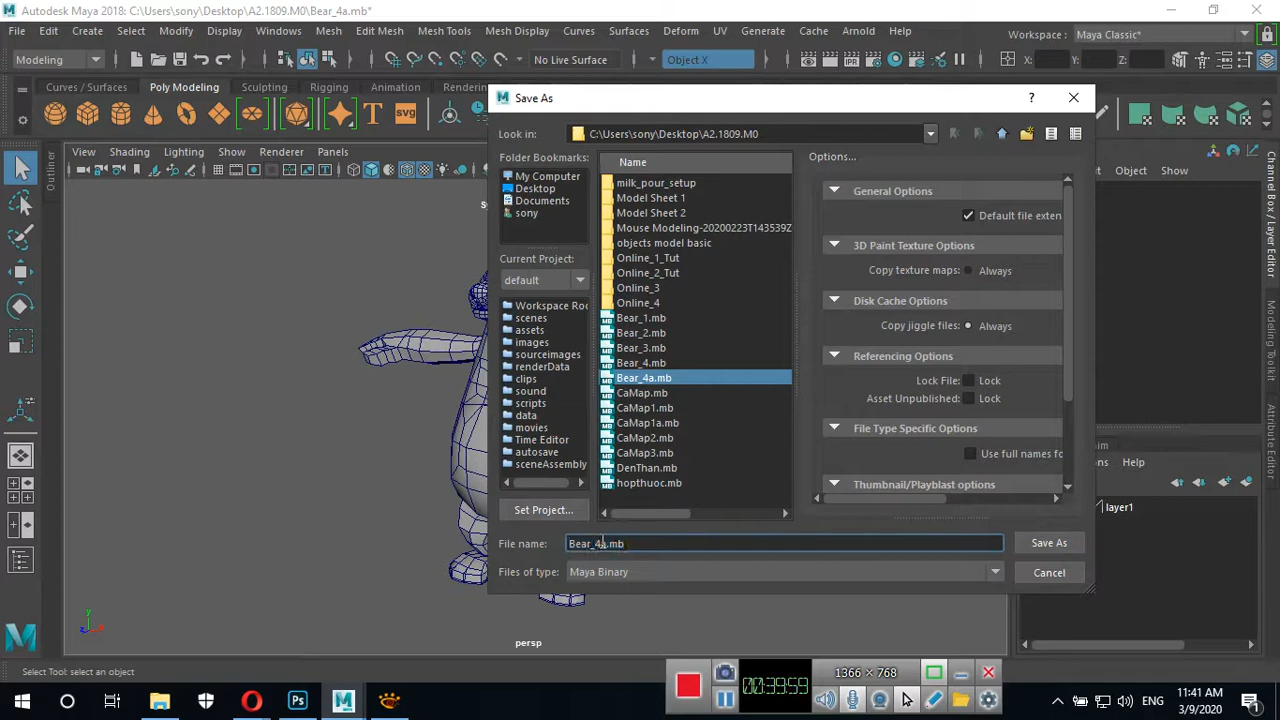 Autodesk Maya 2018: C:\Users\sony\Desktop\A2.1809.M0\Bear_4a.mb*
File Edit Create Select Modify Display Windows Mesh Edit Mesh Mesh Tools Mesh Display Curves Surfaces Deform UV Generate Cache Arnold Help
Workspace : Maya Classic*
Modeling No Live Surface Object X X: Y: Z:
Curves / Surfaces Poly Modeling Sculpting Rigging Animation Rendering
View Shading Lighting Show Renderer Panels
Outliner
Save As
Look in: C:\Users\sony\Desktop\A2.1809.M0
Folder Bookmarks:
My Computer
Desktop
Documents
sony
Current Project:
default
Workspace Roo
scenes
assets
images
sourceimages
renderData
clips
sound
scripts
data
movies
Time Editor
autosave
sceneAssembly
Set Project...
Name
milk_pour_setup
Model Sheet 1
Model Sheet 2
Mouse Modeling-20200223T143539Z
objects model basic
Online_1_Tut
Online_2_Tut
Online_3
Online_4
Bear_1.mb
Bear_2.mb
Bear_3.mb
Bear_4.mb
Bear_4a.mb
CaMap.mb
CaMap1.mb
CaMap1a.mb
CaMap2.mb
CaMap3.mb
DenThan.mb
hopthuoc.mb
Options...
General Options
Default file exten
3D Paint Texture Options
Copy texture maps: Always
Disk Cache Options
Copy jiggle files: Always
Referencing Options
Lock File: Lock
Asset Unpublished: Lock
File Type Specific Options
Use full names fo
Thumbnail/Playblast options
File name: Bear_4a.mb
Save As
Files of type: Maya Binary
Cancel
Object Show
Help
layer1
Modeling Toolkit
persp
y
Select Tool: select an object
00:39:59
1366 × 768
ENG
11:41 AM
3/9/2020